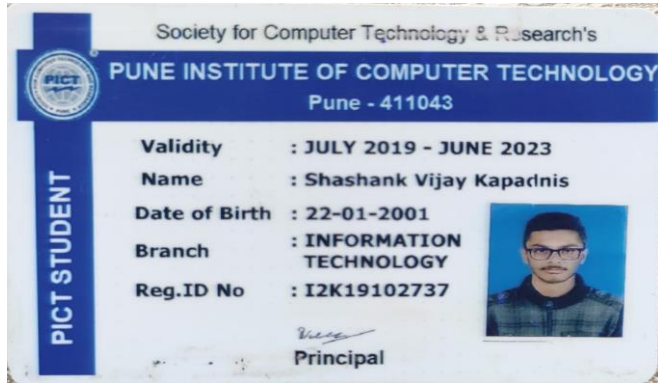 Society for Computer Technology & Research's
PUNE INSTITUTE OF COMPUTER TECHNOLOGY
Pune - 411043
PICT
PICT STUDENT
Validity : JULY 2019 - JUNE 2023
Name : Shashank Vijay Kapadnis
Date of Birth : 22-01-2001
Branch : INFORMATION
TECHNOLOGY
Reg.ID No : I2K19102737
Principal